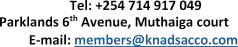 Tel: +254 714 917 049
Parklands 6th Avenue, Muthaiga court
E-mail: members@knadsacco.com